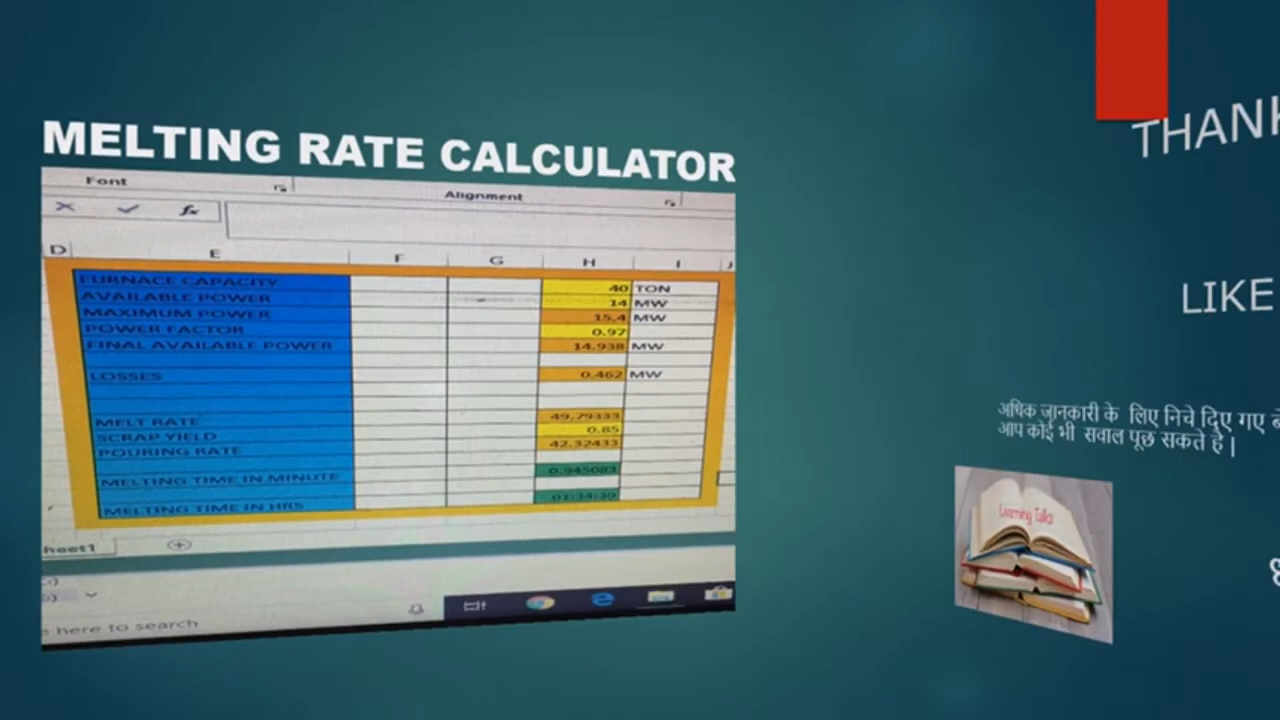 MELTING RATE CALCULATOR
Font
Alignment
fx
D E F G H I J
FURNACE CAPACITY 40 TON
AVAILABLE POWER 14 MW
MAXIMUM POWER 15.4 MW
POWER FACTOR 0.97
FINAL AVAILABLE POWER 14.938 MW
LOSSES 0.462 MW
MELT RATE 49.79333
SCRAP YIELD 0.85
POURING RATE 42.32433
MELTING TIME IN MINUTE 0.945083
MELTING TIME IN HRS
heet1
here to search
THANK
LIKE
अधिक जानकारी के लिए निचे दिए गए
आप कोई भी सवाल पूछ सकते है |
Learning Talks